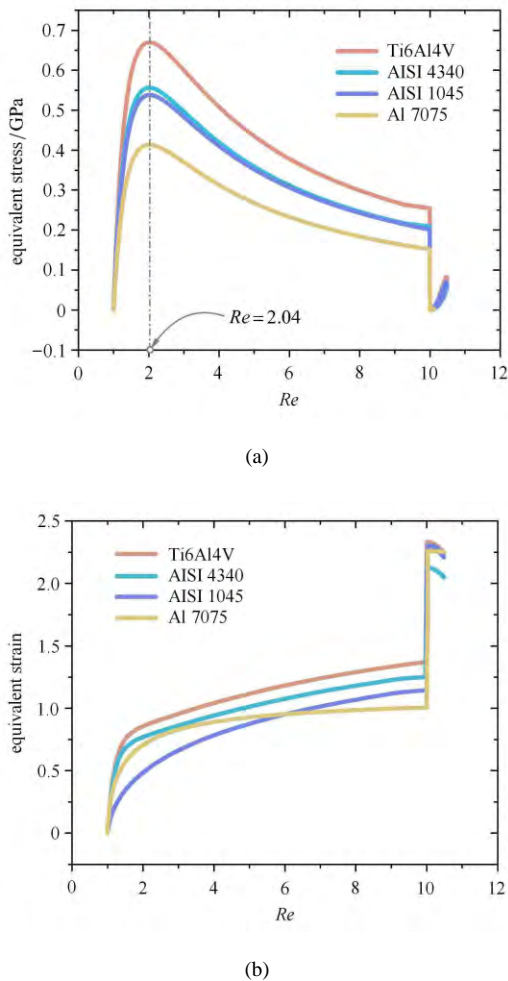 0.7
0.6
0.5
0.4
0.3
0.2
0.1
0
−0.1
equivalent stress/GPa
Ti6Al4V
AISI 4340
AISI 1045
Al 7075
Re=2.04
0 2 4 6 8 10 12
Re
(a)
2.5
2.0
1.5
1.0
0.5
0
equivalent strain
Ti6Al4V
AISI 4340
AISI 1045
Al 7075
0 2 4 6 8 10 12
Re
(b)